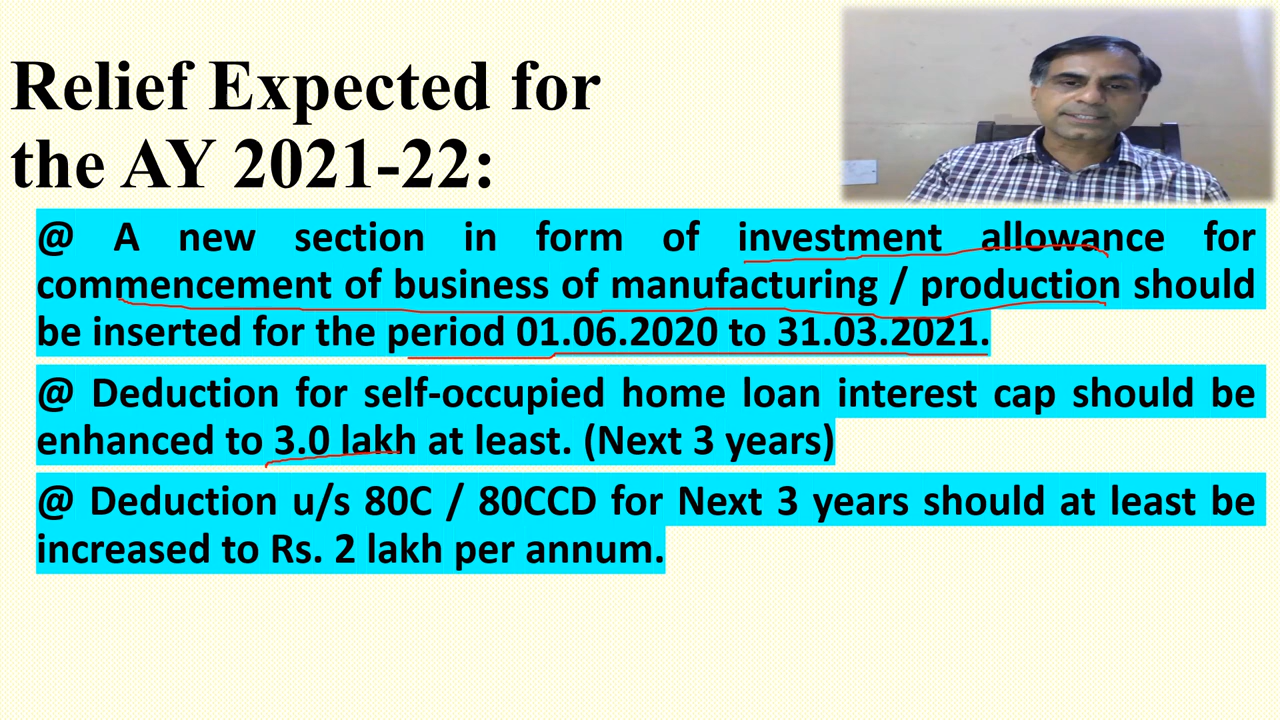 Relief Expected for
the AY 2021-22:
@ A new section in form of investment allowance for
commencement of business of manufacturing / production should
be inserted for the period 01.06.2020 to 31.03.2021.
@ Deduction for self-occupied home loan interest cap should be
enhanced to 3.0 lakh at least. (Next 3 years)
@ Deduction u/s 80C / 80CCD for Next 3 years should at least be
increased to Rs. 2 lakh per annum.